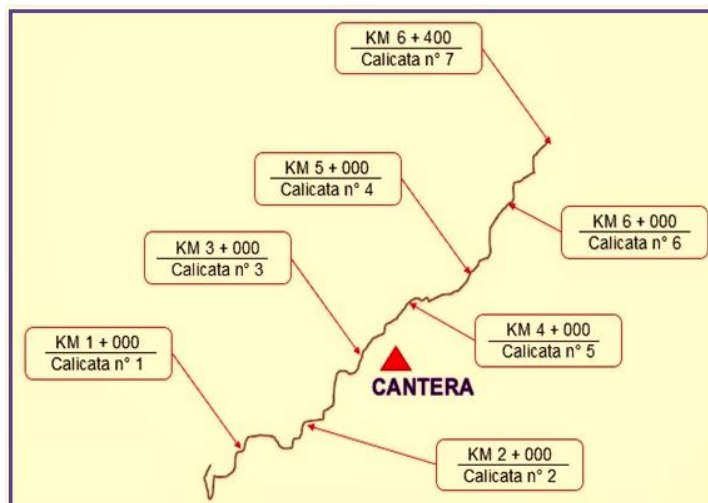 KM 6 + 400
Calicata n° 7
KM 5 + 000
Calicata n° 4
KM 6 + 000
Calicata n° 6
KM 3 + 000
Calicata n° 3
KM 1 + 000
Calicata n° 1
KM 4 + 000
Calicata n° 5
CANTERA
KM 2 + 000
Calicata n° 2